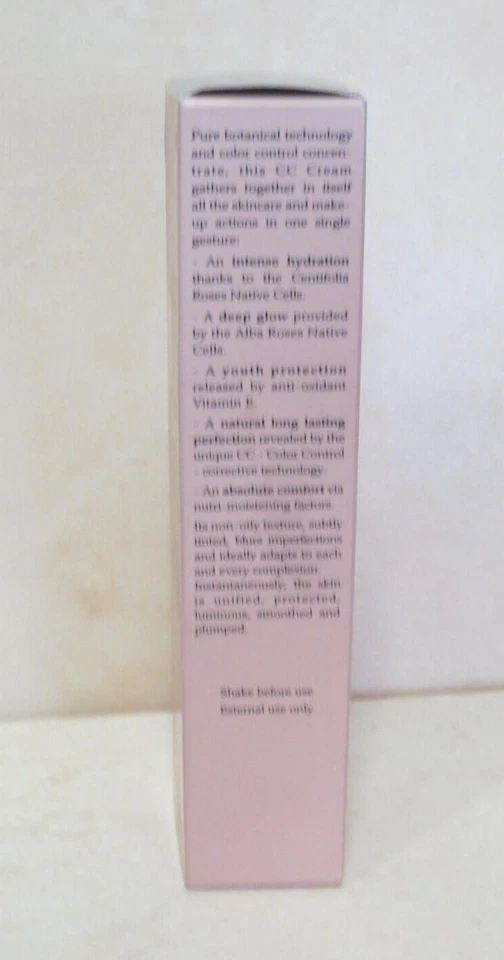 Pure botanical technology
and color control concen-
trate, this CC Cream
gathers together in itself
all the skincare and make-
up actions in one single
gesture:
- An intense hydration
thanks to the Centifolia
Roses Native Cells.
- A deep glow provided
by the Alba Roses Native
Cells.
- A youth protection
released by anti-oxidant
Vitamin E.
- A natural long lasting
perfection revealed by the
unique CC - Color Control
- corrective technology.
- An absolute comfort via
nutri-moistening factors.
Its non-oily texture, subtly
tinted, blurs imperfections
and ideally adapts to each
and every complexion.
Instantaneously, the skin
is unified, protected,
luminous, smoothed and
plumped.
Shake before use
External use only